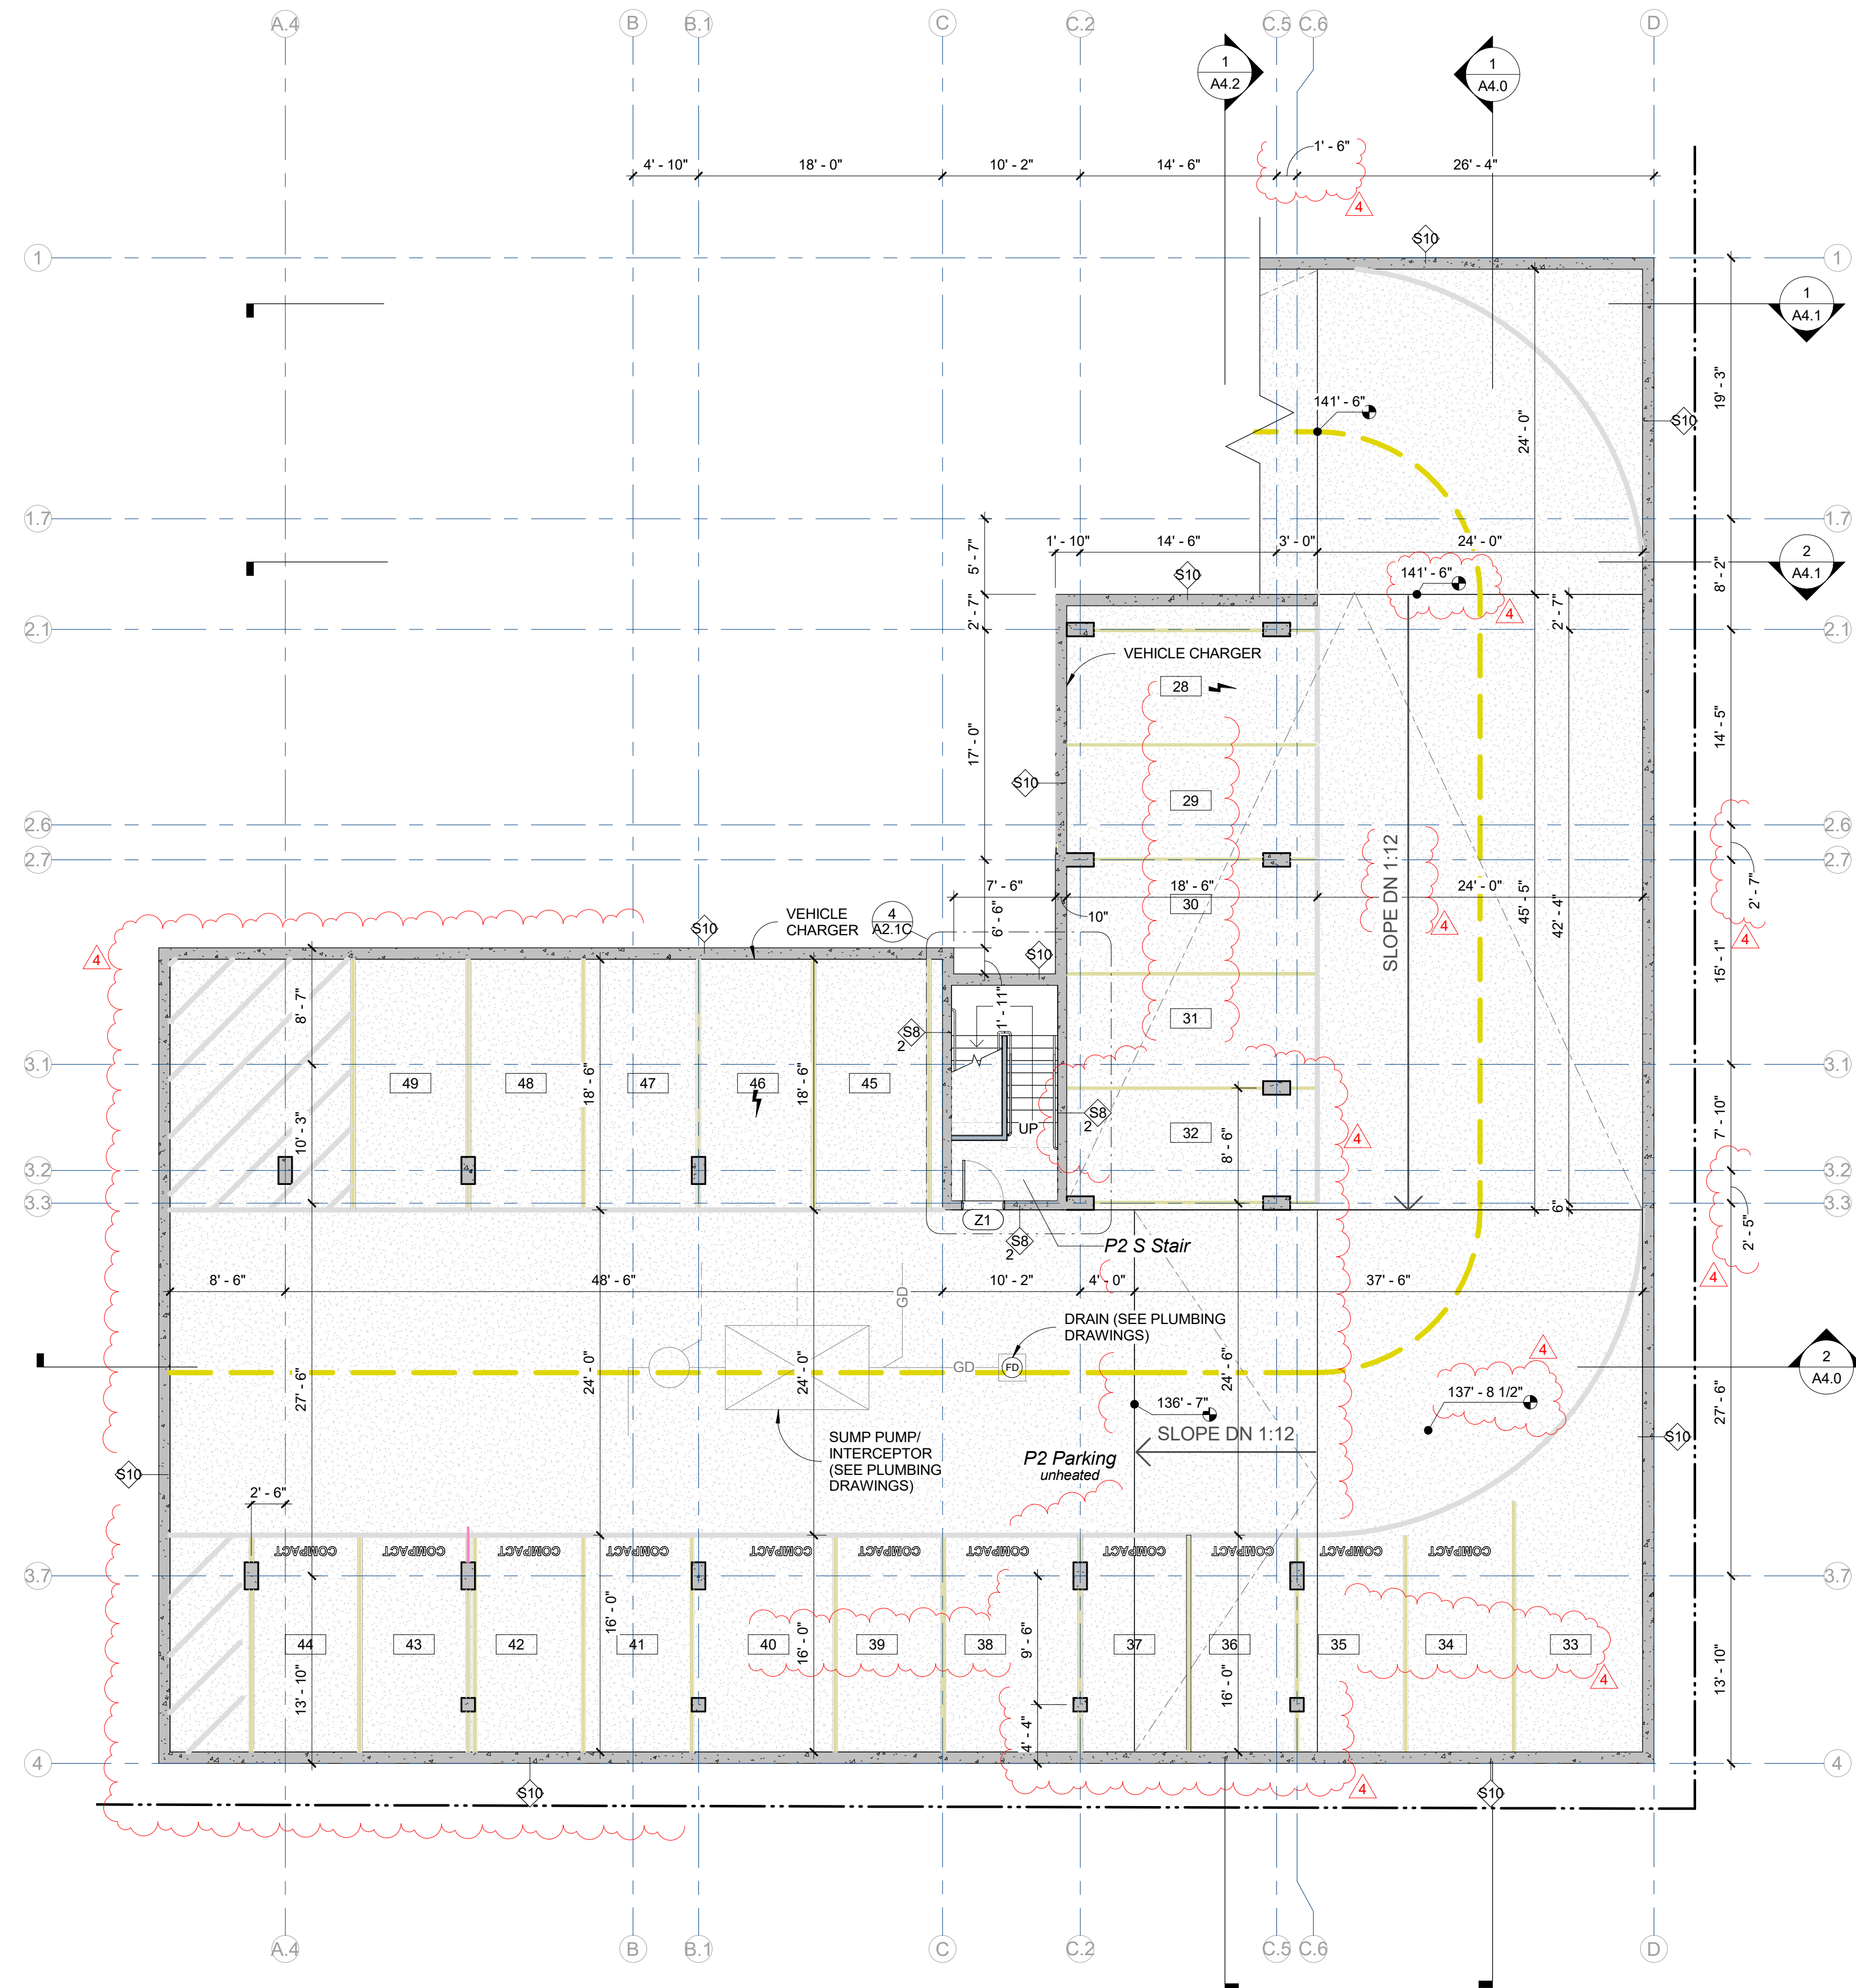 A.4
B
B.1
C
C.2
C.5
C.6
D
1
A4.2
1
A4.0
4' - 10"
18' - 0"
10' - 2"
14' - 6"
1' - 6"
26' - 4"
4
S10
1
1
1
A4.1
19' - 3"
141' - 6"
24' - 0"
S10
1.7
1.7
5' - 7"
1' - 10"
14' - 6"
3' - 0"
24' - 0"
8' - 2"
2
A4.1
S10
141' - 6"
4
2' - 7"
2' - 7"
2.1
2.1
VEHICLE CHARGER
28
17' - 0"
14' - 5"
S10
29
2.6
2.6
2.7
2.7
SLOPE DN 1:12
2' - 7"
4
7' - 6"
18' - 6"
24' - 0"
10"
30
45' - 5"
42' - 4"
4
6' - 6"
VEHICLE
CHARGER
4
A2.1C
S10
S10
4
15' - 1"
8' - 7"
1' - 11"
31
S8
2
3.1
3.1
49
48
47
46
45
18' - 6"
18' - 6"
10' - 3"
UP
S8
2
32
8' - 6"
4
7' - 10"
3.2
3.2
3.3
3.3
6"
2' - 5"
4
Z1
S8
2
P2 S Stair
8' - 6"
48' - 6"
10' - 2"
4' - 0"
37' - 6"
GD
DRAIN (SEE PLUMBING
DRAWINGS)
GD
FD
27' - 6"
24' - 0"
24' - 0"
24' - 6"
4
2
A4.0
136' - 7"
137' - 8 1/2"
27' - 6"
SLOPE DN 1:12
SUMP PUMP/
INTERCEPTOR
(SEE PLUMBING
DRAWINGS)
P2 Parking
unheated
S10
S10
2' - 6"
COMPACT
COMPACT
COMPACT
COMPACT
COMPACT
COMPACT
COMPACT
COMPACT
COMPACT
COMPACT
COMPACT
3.7
3.7
44
43
42
41
40
39
38
37
36
35
34
33
13' - 10"
16' - 0"
16' - 0"
9' - 6"
4' - 4"
16' - 0"
4
13' - 10"
4
4
S10
4
S10
A.4
B
B.1
C
C.2
C.5
C.6
D